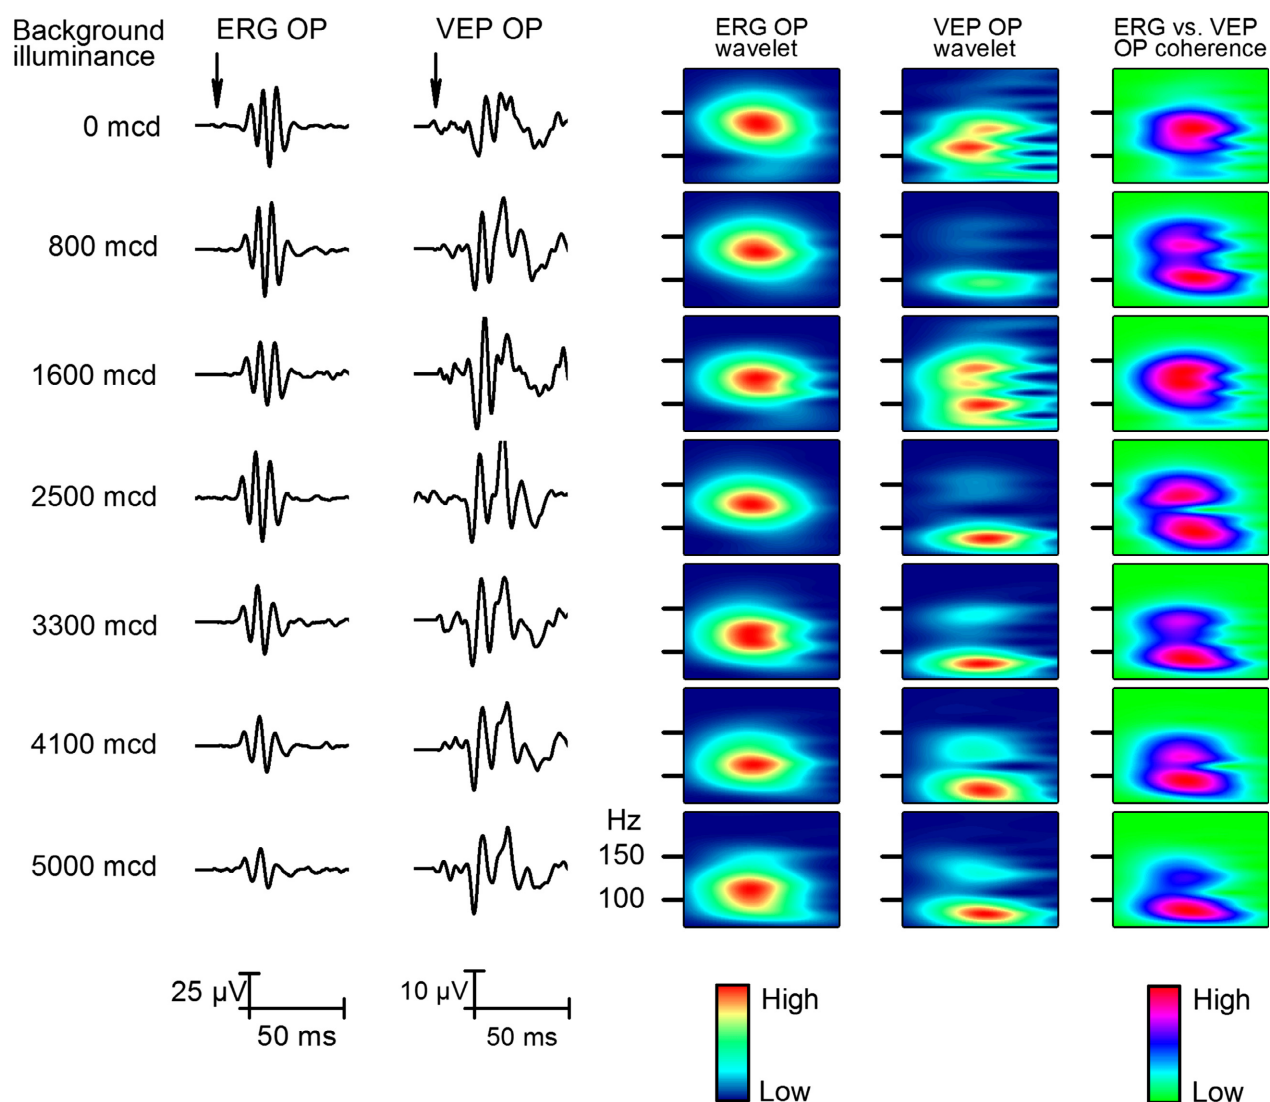 Background
illuminance
ERG OP
VEP OP
ERG OP
wavelet
VEP OP
wavelet
ERG vs. VEP
OP coherence
0 mcd
800 mcd
1600 mcd
2500 mcd
3300 mcd
4100 mcd
5000 mcd
Hz
150
100
25 µV
50 ms
10 µV
50 ms
High
Low
High
Low